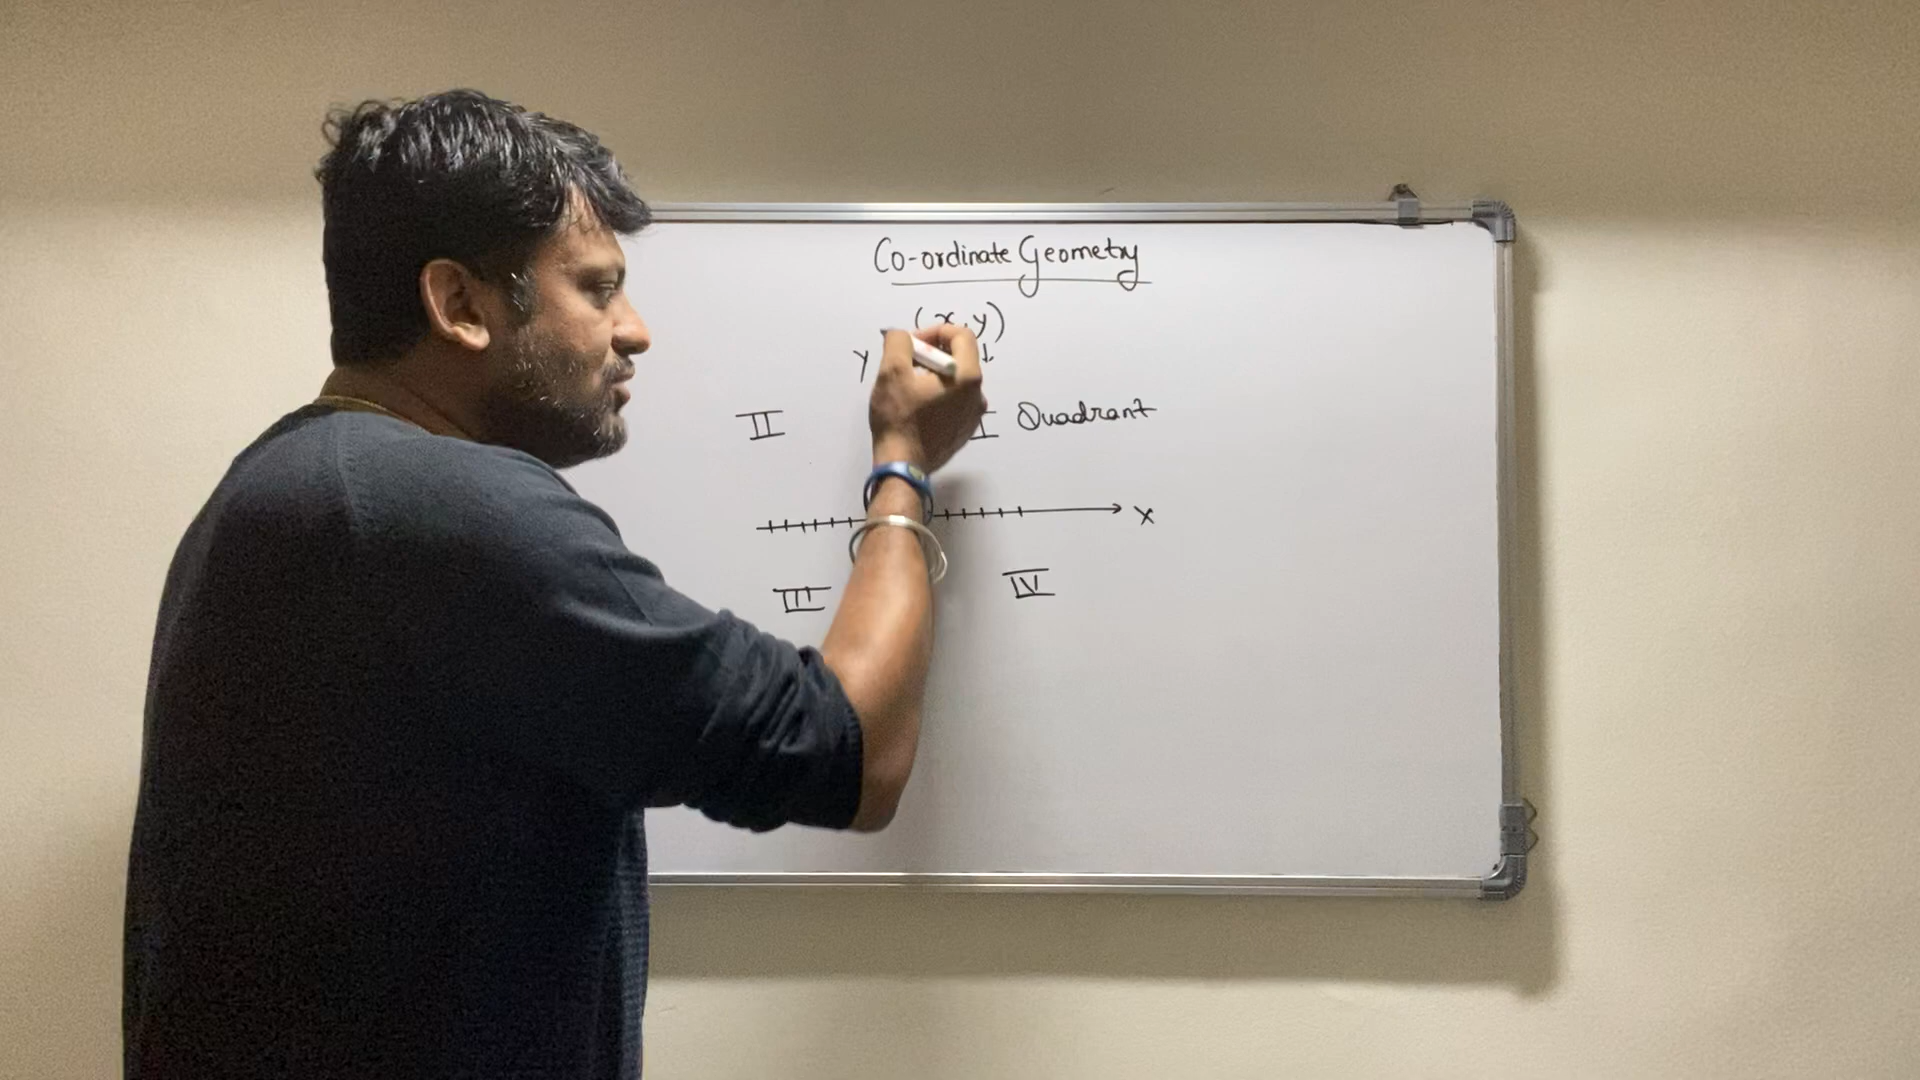 Co-ordinate Geometry
(x, y)
y
II I Quadrant
x
III IV